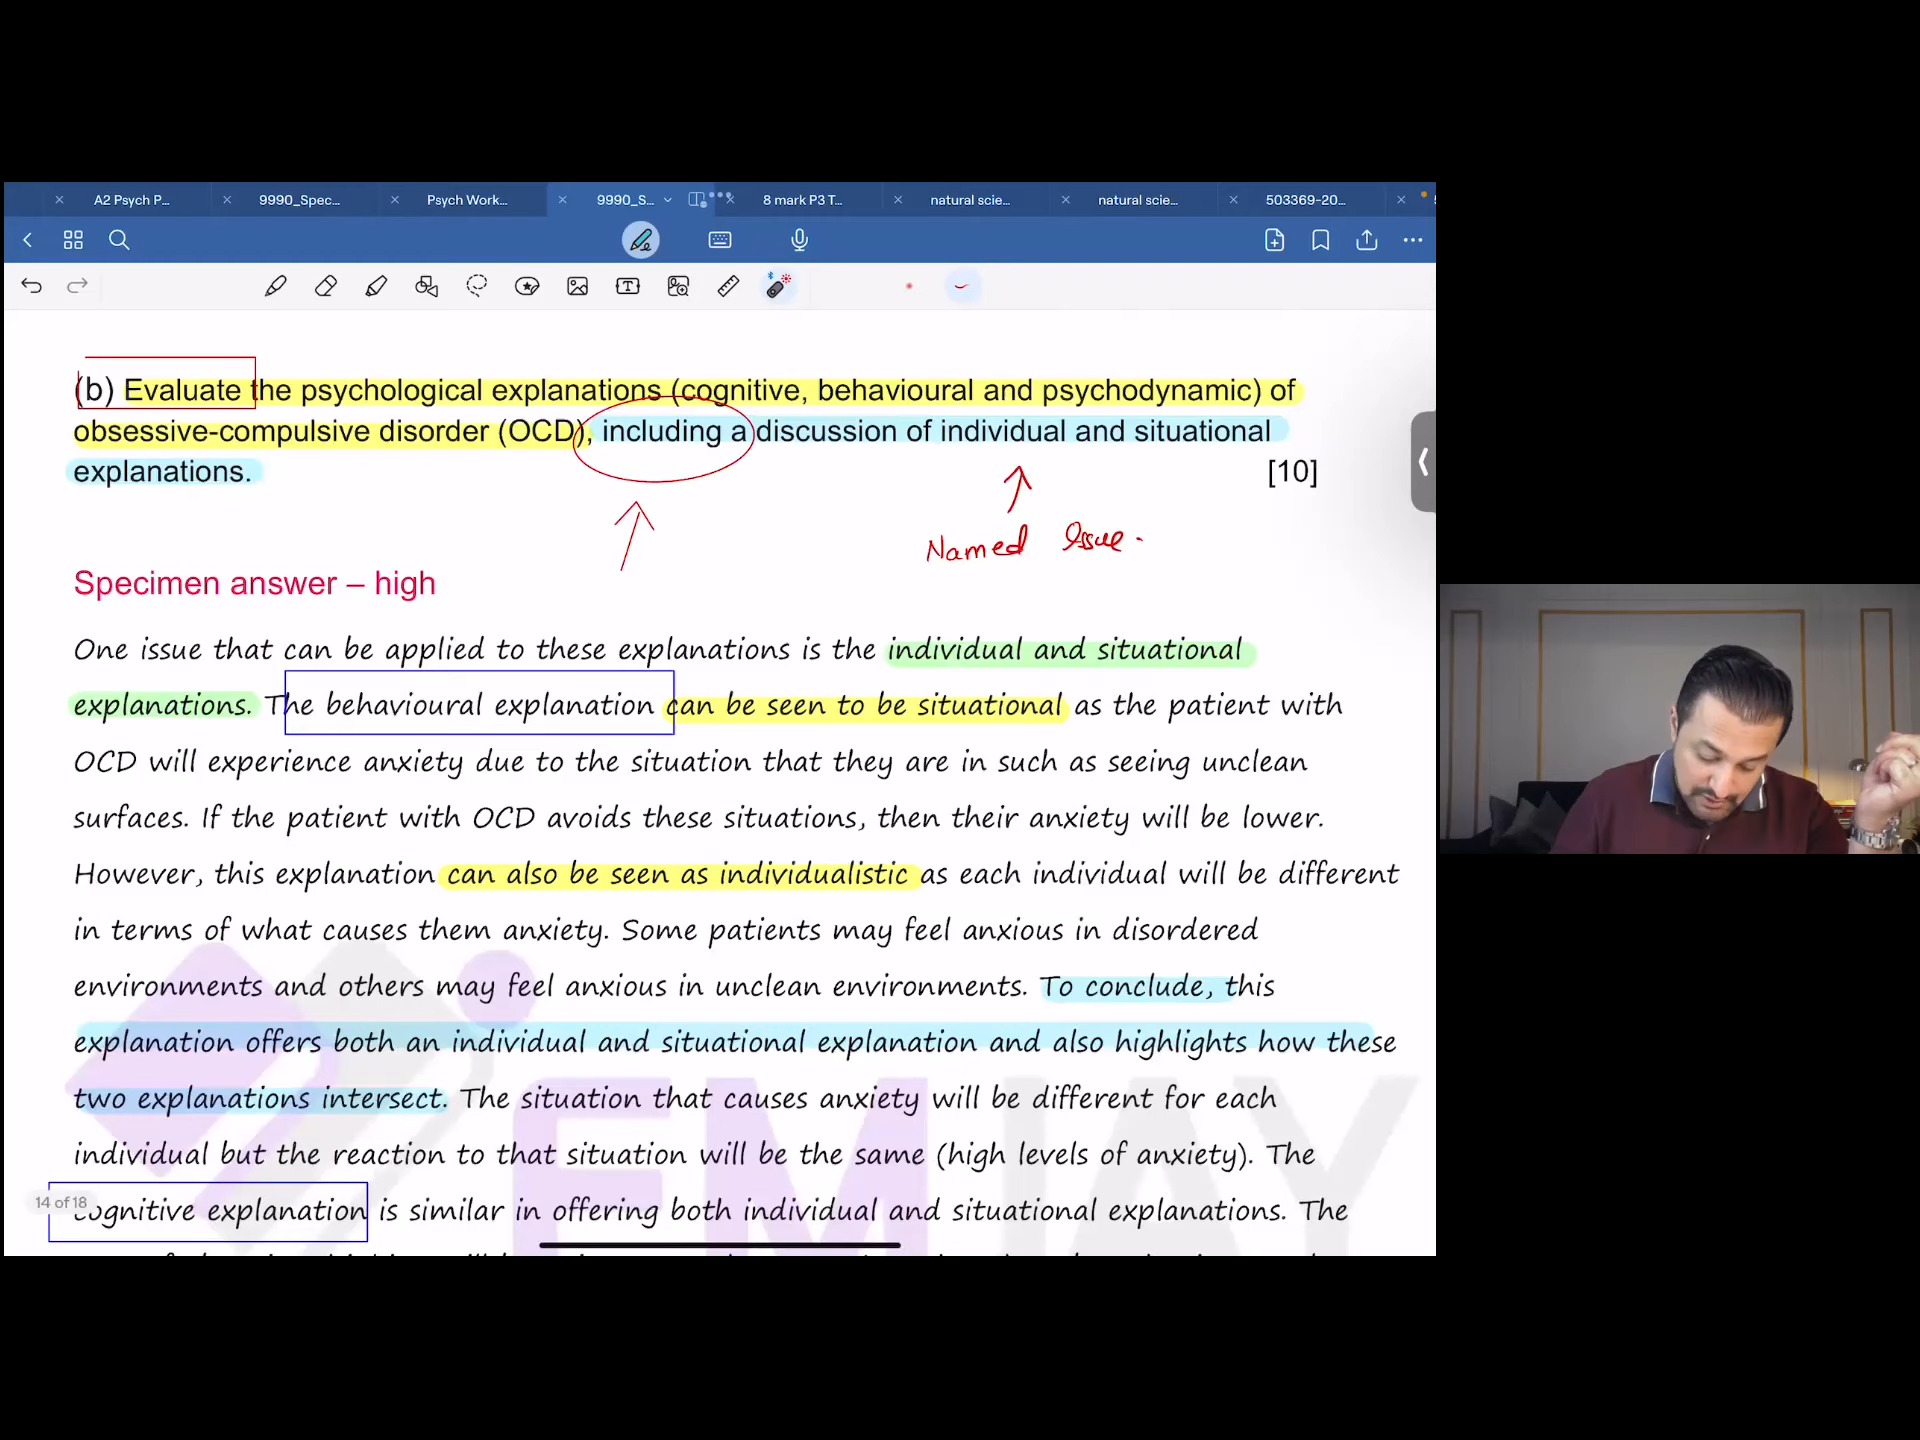 A2 Psych P... 9990_Spec... Psych Work... 9990_S... 8 mark P3 T... natural scie... natural scie... 503369-20...
(b) Evaluate the psychological explanations (cognitive, behavioural and psychodynamic) of
obsessive-compulsive disorder (OCD), including a discussion of individual and situational
explanations. [10]
Named Issue.
Specimen answer – high
One issue that can be applied to these explanations is the individual and situational
explanations. The behavioural explanation can be seen to be situational as the patient with
OCD will experience anxiety due to the situation that they are in such as seeing unclean
surfaces. If the patient with OCD avoids these situations, then their anxiety will be lower.
However, this explanation can also be seen as individualistic as each individual will be different
in terms of what causes them anxiety. Some patients may feel anxious in disordered
environments and others may feel anxious in unclean environments. To conclude, this
explanation offers both an individual and situational explanation and also highlights how these
two explanations intersect. The situation that causes anxiety will be different for each
individual but the reaction to that situation will be the same (high levels of anxiety). The
14 of 18
cognitive explanation is similar in offering both individual and situational explanations. The
EMJAY